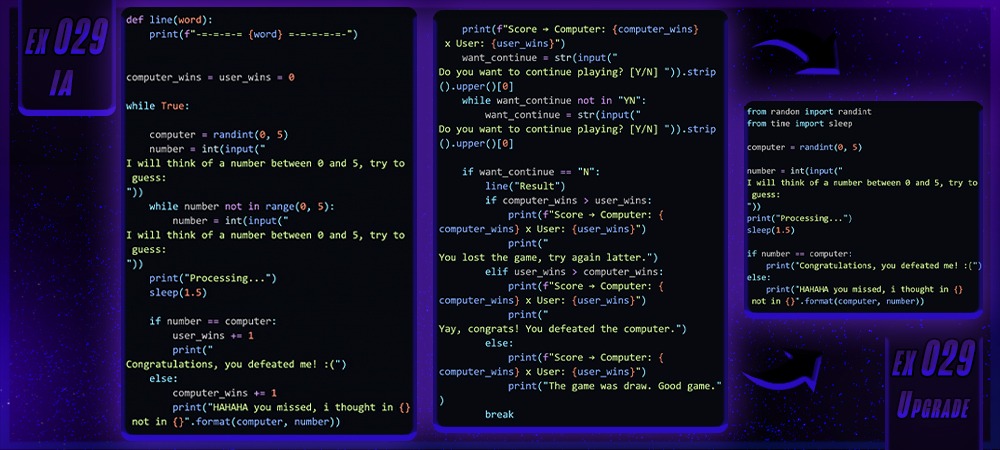 EX 029
IA
def line(word):
print(f"-=-=-=-= {word} =-=-=-=-")
computer_wins = user_wins = 0
while True:
computer = randint(0, 5)
number = int(input("
I will think of a number between 0 and 5, try to
guess:
"))
while number not in range(0, 5):
number = int(input("
I will think of a number between 0 and 5, try to
guess:
"))
print("Processing...")
sleep(1.5)
if number == computer:
user_wins += 1
print("
Congratulations, you defeated me! :(")
else:
computer_wins += 1
print("HAHAHA you missed, i thought in {}
not in {}".format(computer, number))
print(f"Score → Computer: {computer_wins}
x User: {user_wins}")
want_continue = str(input("
Do you want to continue playing? [Y/N] ")).strip
().upper()[0]
while want_continue not in "YN":
want_continue = str(input("
Do you want to continue playing? [Y/N] ")).strip
().upper()[0]
if want_continue == "N":
line("Result")
if computer_wins > user_wins:
print(f"Score → Computer: {
computer_wins} x User: {user_wins}")
print("
You lost the game, try again latter.")
elif user_wins > computer_wins:
print(f"Score → Computer: {
computer_wins} x User: {user_wins}")
print("
Yay, congrats! You defeated the computer.")
else:
print(f"Score → Computer: {
computer_wins} x User: {user_wins}")
print("The game was draw. Good game."
)
break
from randon import randint
from time import sleep
computer = randint(0, 5)
number = int(input("
I will think of a number between 0 and 5, try to
guess:
"))
print("Processing...")
sleep(1.5)
if number == computer:
print("Congratulations, you defeated me! :(")
else:
print("HAHAHA you missed, i thought in {}
not in {}".format(computer, number))
EX 029
UPGRADE